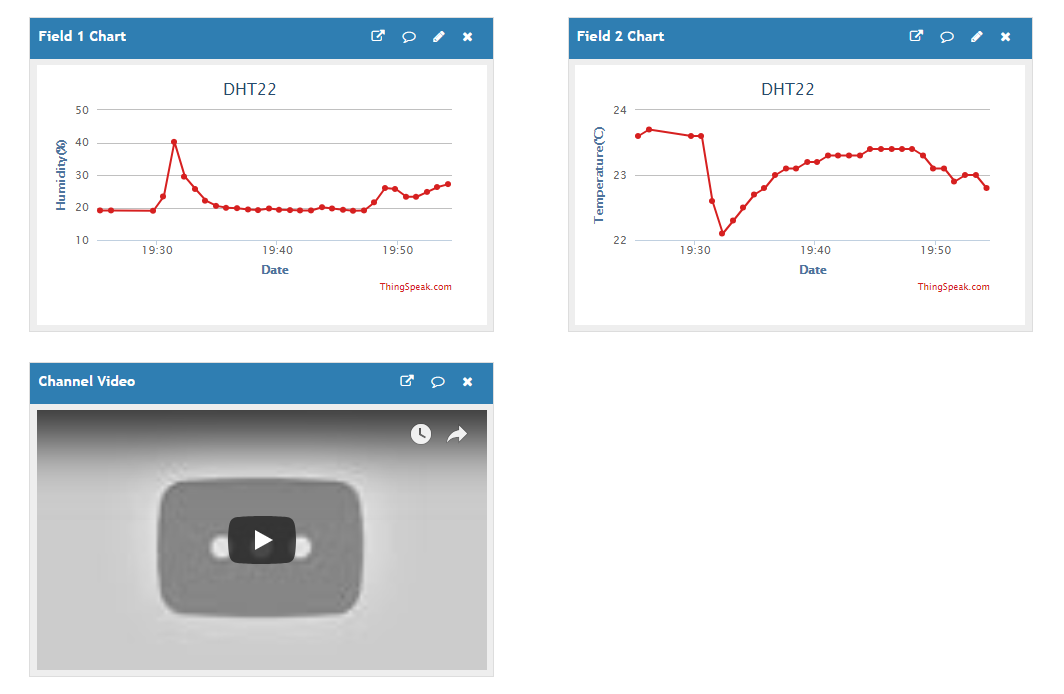 Field 1 Chart
DHT22
Humidity(%)
50
40
30
20
10
19:30 19:40 19:50
Date
ThingSpeak.com
Field 2 Chart
DHT22
Temperature(℃)
24
23
22
19:30 19:40 19:50
Date
ThingSpeak.com
Channel Video